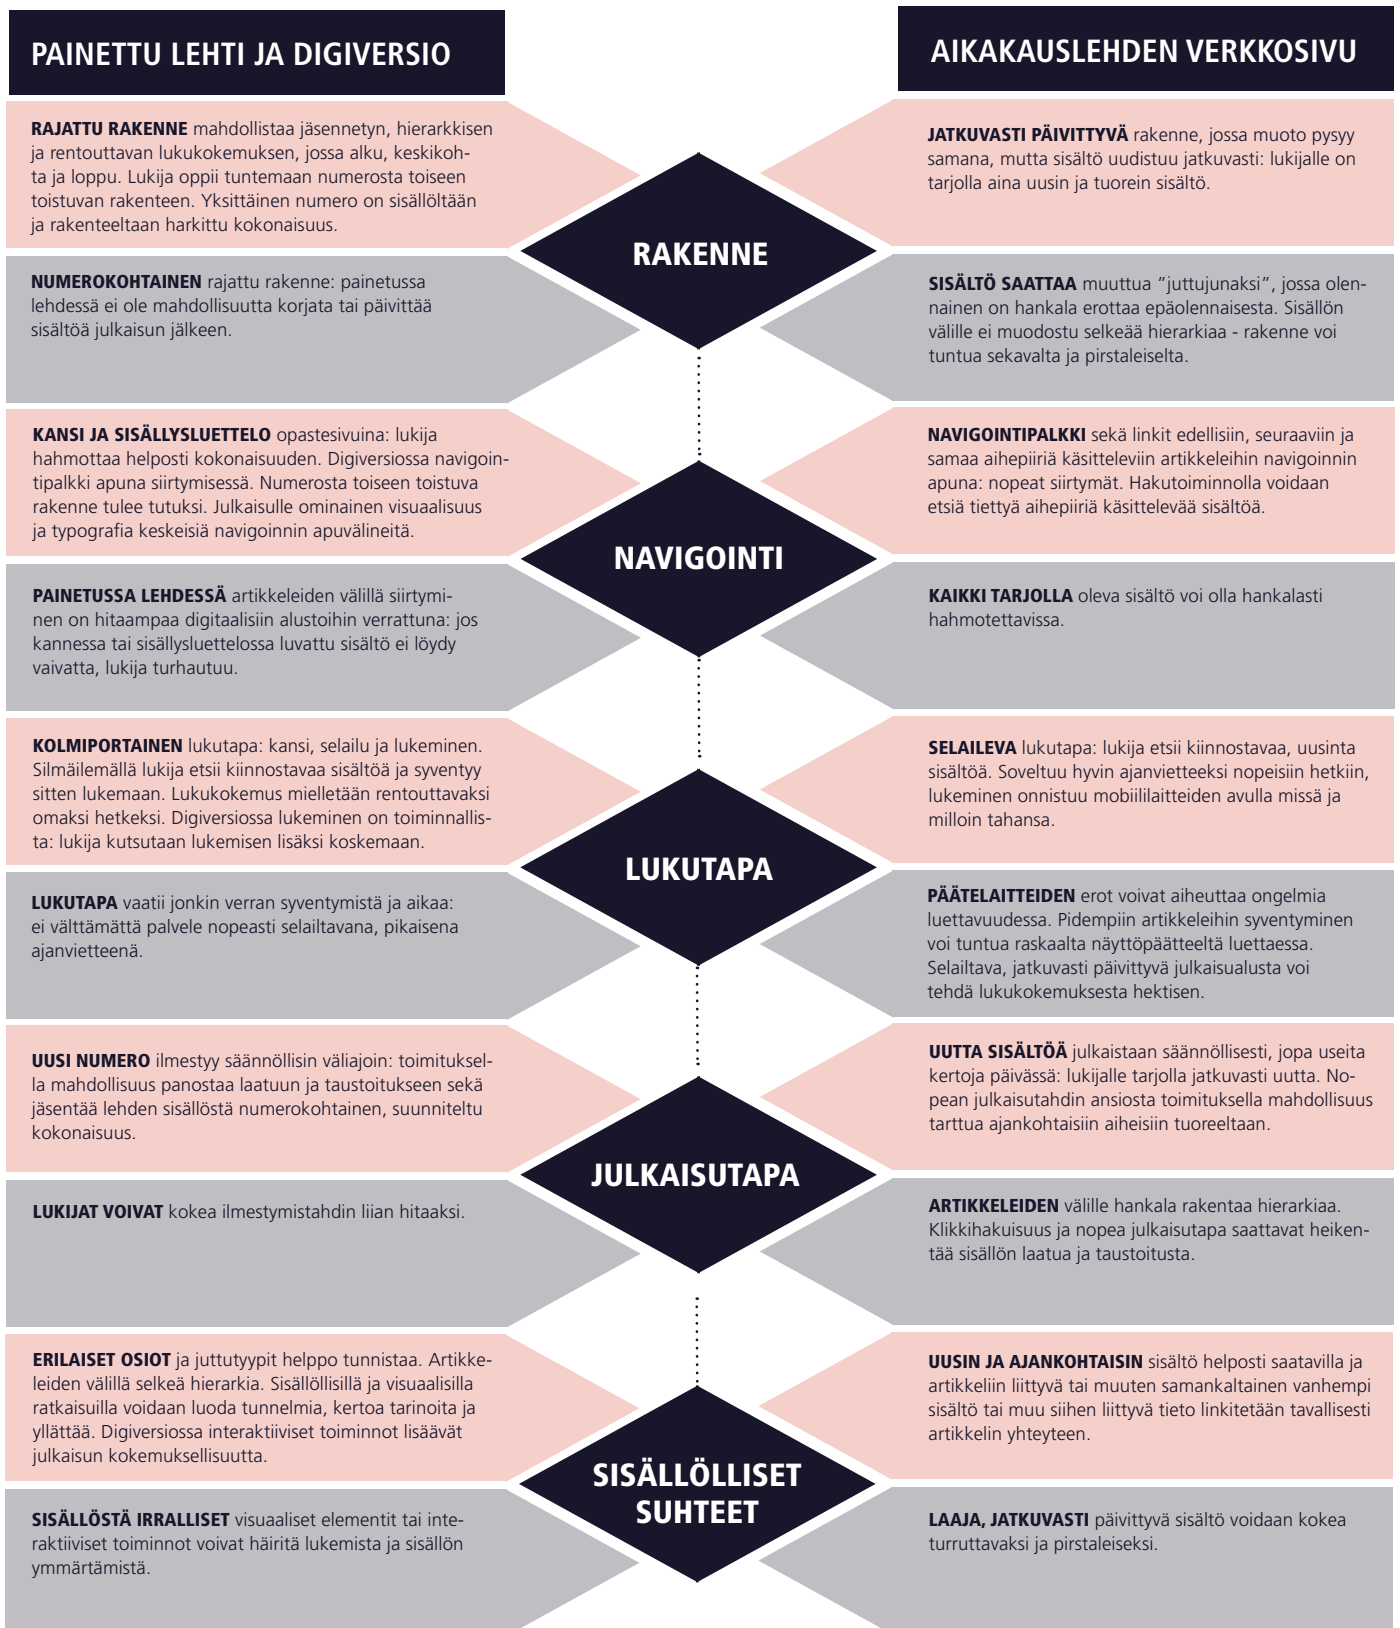 PAINETTU LEHTI JA DIGIVERSIO
AIKAKAUSLEHDEN VERKKOSIVU
RAJATTU RAKENNE mahdollistaa jäsennetyn, hierarkkisen
ja rentouttavan lukukokemuksen, jossa alku, keskikoh-
ta ja loppu. Lukija oppii tuntemaan numerosta toiseen
toistuvan rakenteen. Yksittäinen numero on sisällöltään
ja rakenteeltaan harkittu kokonaisuus.
JATKUVASTI PÄIVITTYVÄ rakenne, jossa muoto pysyy
samana, mutta sisältö uudistuu jatkuvasti: lukijalle on
tarjolla aina uusin ja tuorein sisältö.
RAKENNE
NUMEROKOHTAINEN rajattu rakenne: painetussa
lehdessä ei ole mahdollisuutta korjata tai päivittää
sisältöä julkaisun jälkeen.
SISÄLTÖ SAATTAA muuttua ”juttujunaksi”, jossa olen-
nainen on hankala erottaa epäolennaisesta. Sisällön
välille ei muodostu selkeää hierarkiaa - rakenne voi
tuntua sekavalta ja pirstaleiselta.
KANSI JA SISÄLLYSLUETTELO opastesivuina: lukija
hahmottaa helposti kokonaisuuden. Digiversiossa navigoin-
tipalkki apuna siirtymisessä. Numerosta toiseen toistuva
rakenne tulee tutuksi. Julkaisulle ominainen visuaalisuus
ja typografia keskeisiä navigoinnin apuvälineitä.
NAVIGOINTIPALKKI sekä linkit edellisiin, seuraaviin ja
samaa aihepiiriä käsitteleviin artikkeleihin navigoinnin
apuna: nopeat siirtymät. Hakutoiminnolla voidaan
etsiä tiettyä aihepiiriä käsittelevää sisältöä.
NAVIGOINTI
PAINETUSSA LEHDESSÄ artikkeleiden välillä siirtymi-
nen on hitaampaa digitaalisiin alustoihin verrattuna: jos
kannessa tai sisällysluettelossa luvattu sisältö ei löydy
vaivatta, lukija turhautuu.
KAIKKI TARJOLLA oleva sisältö voi olla hankalasti
hahmotettavissa.
KOLMIPORTAINEN lukutapa: kansi, selailu ja lukeminen.
Silmäilemällä lukija etsii kiinnostavaa sisältöä ja syventyy
sitten lukemaan. Lukukokemus mielletään rentouttavaksi
omaksi hetkeksi. Digiversiossa lukeminen on toiminnallis-
ta: lukija kutsutaan lukemisen lisäksi koskemaan.
SELAILEVA lukutapa: lukija etsii kiinnostavaa, uusinta
sisältöä. Soveltuu hyvin ajanvietteeksi nopeisiin hetkiin,
lukeminen onnistuu mobiililaitteiden avulla missä ja
milloin tahansa.
LUKUTAPA
LUKUTAPA vaatii jonkin verran syventymistä ja aikaa:
ei välttämättä palvele nopeasti selailtavana, pikaisena
ajanvietteenä.
PÄÄTELAITTEIDEN erot voivat aiheuttaa ongelmia
luettavuudessa. Pidempiin artikkeleihin syventyminen
voi tuntua raskaalta näyttöpäätteeltä luettaessa.
Selailtava, jatkuvasti päivittyvä julkaisualusta voi
tehdä lukukokemuksesta hektisen.
UUSI NUMERO ilmestyy säännöllisin väliajoin: toimituksel-
la mahdollisuus panostaa laatuun ja taustoitukseen sekä
jäsentää lehden sisällöstä numerokohtainen, suunniteltu
kokonaisuus.
UUTTA SISÄLTÖÄ julkaistaan säännöllisesti, jopa useita
kertoja päivässä: lukijalle tarjolla jatkuvasti uutta. No-
pean julkaisutahdin ansiosta toimituksella mahdollisuus
tarttua ajankohtaisiin aiheisiin tuoreeltaan.
JULKAISUTAPA
LUKIJAT VOIVAT kokea ilmestymistahdin liian hitaaksi.
ARTIKKELEIDEN välille hankala rakentaa hierarkiaa.
Klikkihakuisuus ja nopea julkaisutapa saattavat heiken-
tää sisällön laatua ja taustoitusta.
ERILAISET OSIOT ja juttutyypit helppo tunnistaa. Artikke-
leiden välillä selkeä hierarkia. Sisällöllisillä ja visuaalisilla
ratkaisuilla voidaan luoda tunnelmia, kertoa tarinoita ja
yllättää. Digiversiossa interaktiiviset toiminnot lisäävät
julkaisun kokemuksellisuutta.
UUSIN JA AJANKOHTAISIN sisältö helposti saatavilla ja
artikkeliin liittyvä tai muuten samankaltainen vanhempi
sisältö tai muu siihen liittyvä tieto linkitetään tavallisesti
artikkelin yhteyteen.
SISÄLLÖLLISET
SUHTEET
SISÄLLÖSTÄ IRRALLISET visuaaliset elementit tai inte-
raktiiviset toiminnot voivat häiritä lukemista ja sisällön
ymmärtämistä.
LAAJA, JATKUVASTI päivittyvä sisältö voidaan kokea
turruttavaksi ja pirstaleiseksi.